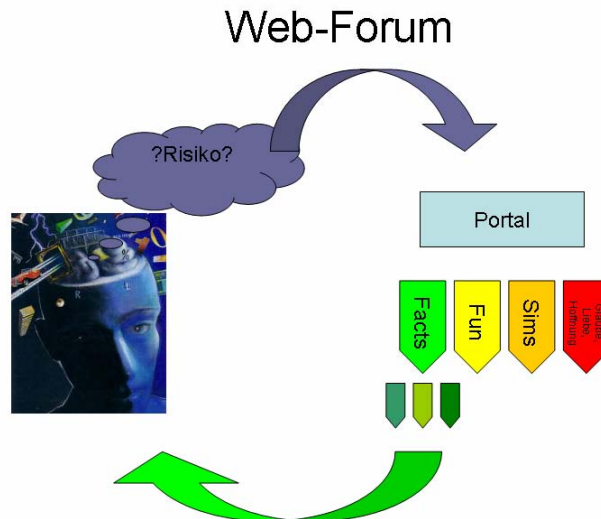 Web-Forum
?Risiko?
Portal
Facts
Fun
Sims
Glaube,
Liebe,
Hoffnung
%
R
L